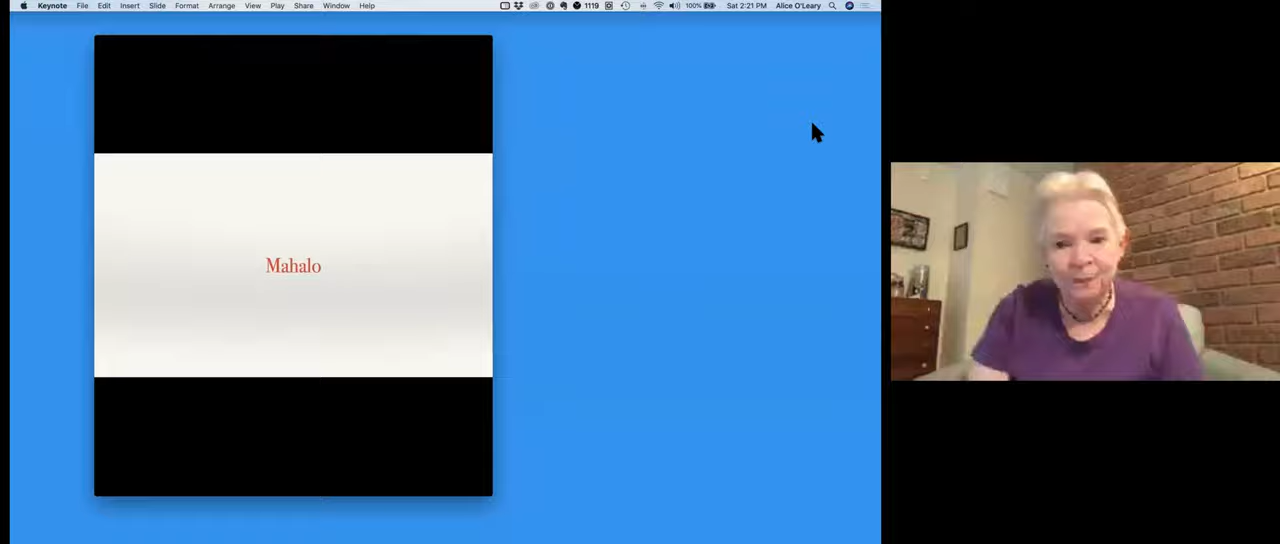 Keynote File Edit Insert Slide Format Arrange View Play Share Window Help 1119 100% Sat 2:21 PM Alice O'Leary
Mahalo